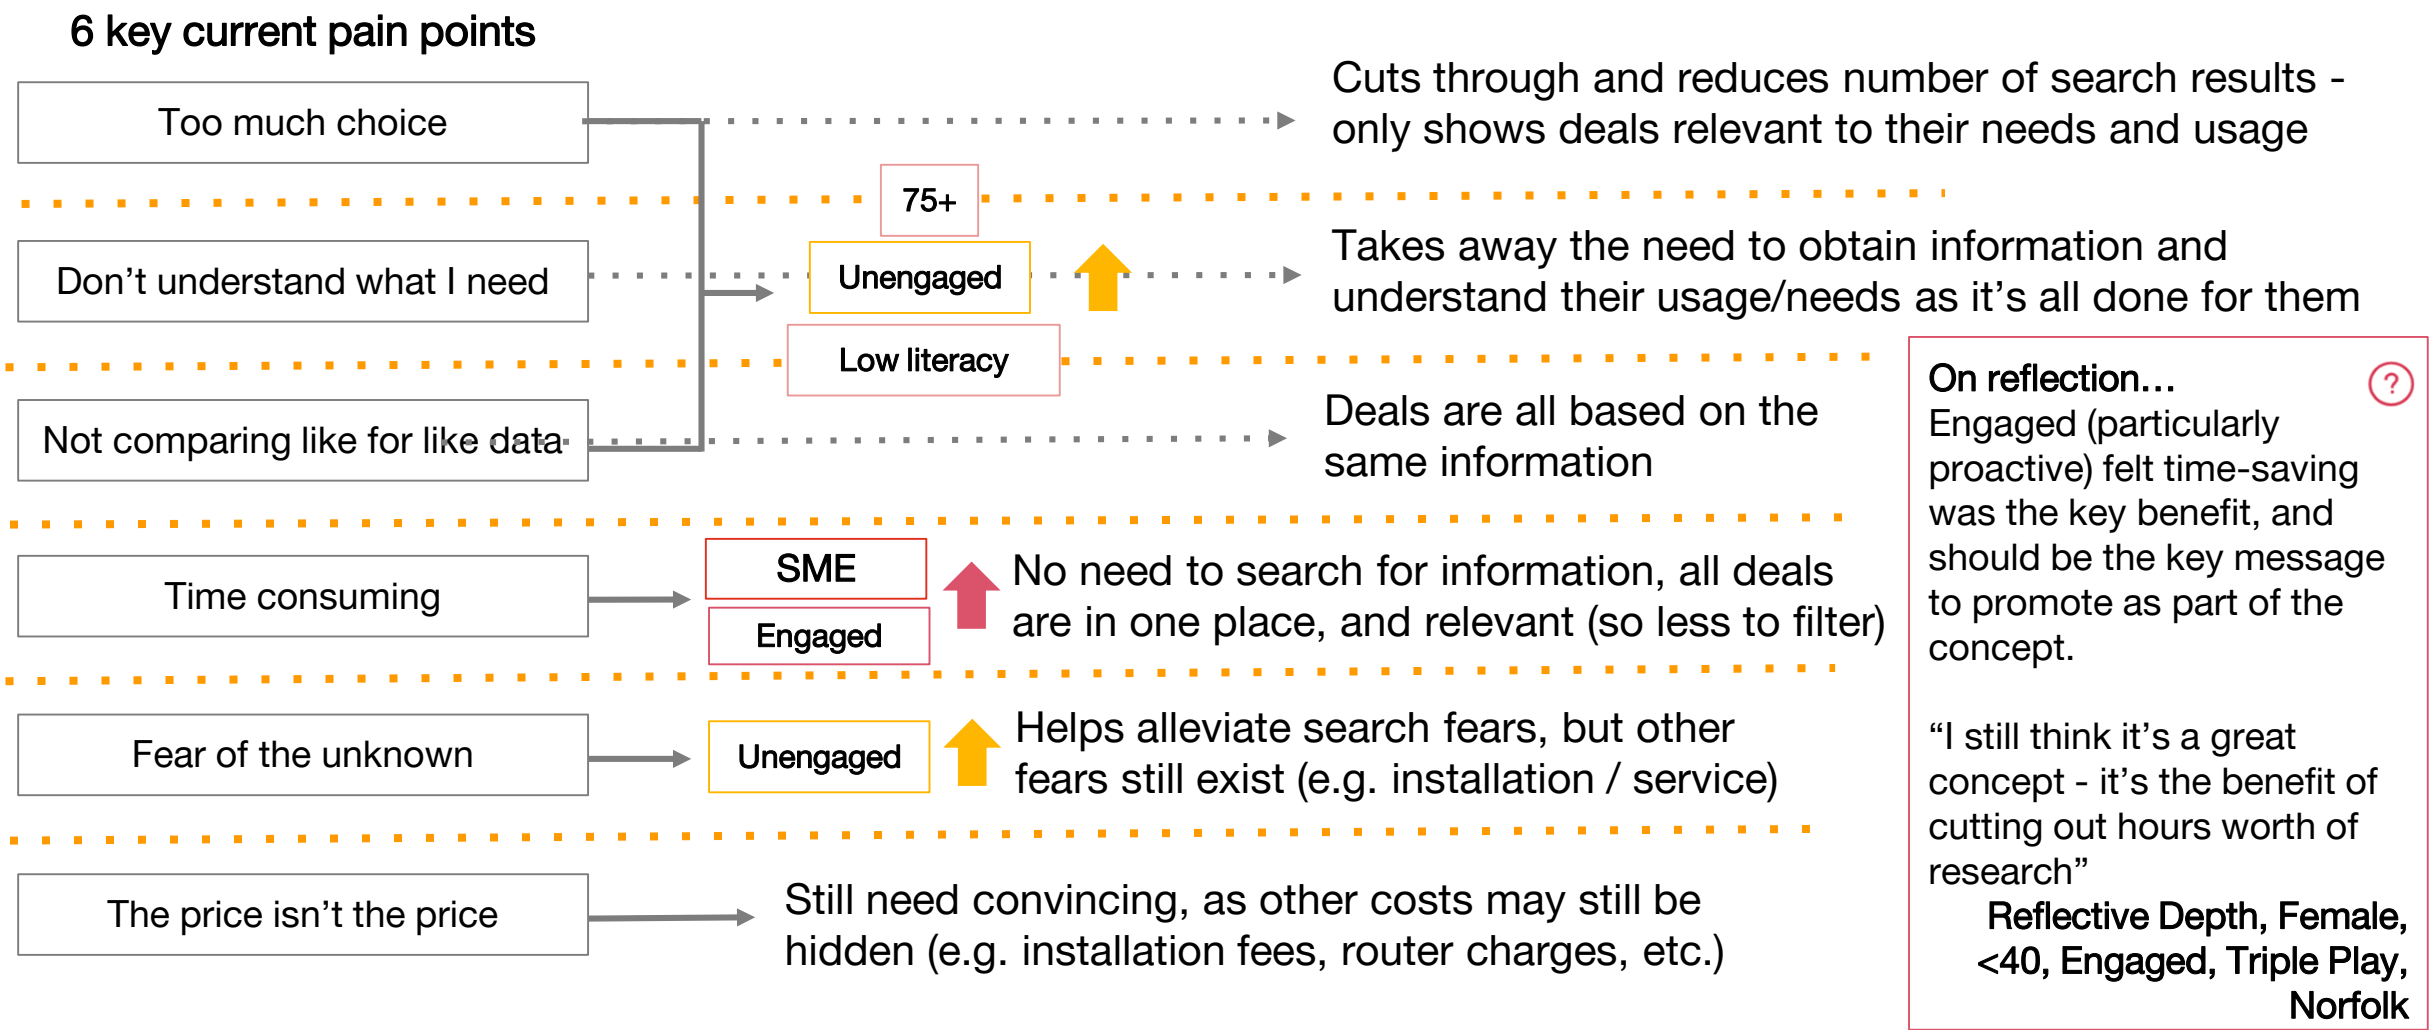 6 key current pain points
Too much choice
Cuts through and reduces number of search results -
only shows deals relevant to their needs and usage
75+
Don’t understand what I need
Unengaged
Takes away the need to obtain information and
understand their usage/needs as it’s all done for them
Low literacy
Not comparing like for like data
Deals are all based on the
same information
Time consuming
SME
Engaged
No need to search for information, all deals
are in one place, and relevant (so less to filter)
Fear of the unknown
Unengaged
Helps alleviate search fears, but other
fears still exist (e.g. installation / service)
The price isn’t the price
Still need convincing, as other costs may still be
hidden (e.g. installation fees, router charges, etc.)
On reflection…
?
Engaged (particularly
proactive) felt time-saving
was the key benefit, and
should be the key message
to promote as part of the
concept.
“I still think it’s a great
concept - it’s the benefit of
cutting out hours worth of
research”
Reflective Depth, Female,
<40, Engaged, Triple Play,
Norfolk